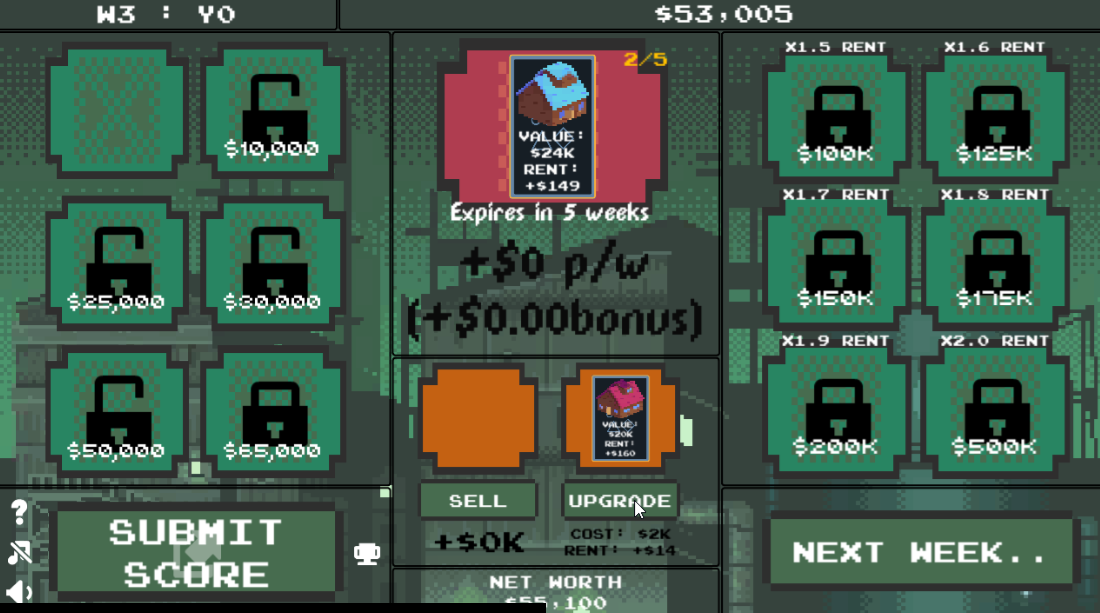 W3 : Y0
$53,005
$10,000
$25,000
$30,000
$50,000
$65,000
SUBMIT
SCORE
?
2/5
VALUE:
$24K
RENT:
+$149
Expires in 5 weeks
+$0 p/w
(+$0.00bonus)
VALUE:
$20K
RENT:
+$160
SELL
UPGRADE
+$0K
COST: $2K
RENT: +$14
NET WORTH
$55,100
X1.5 RENT
X1.6 RENT
$100K
$125K
X1.7 RENT
X1.8 RENT
$150K
$175K
X1.9 RENT
X2.0 RENT
$200K
$500K
NEXT WEEK..